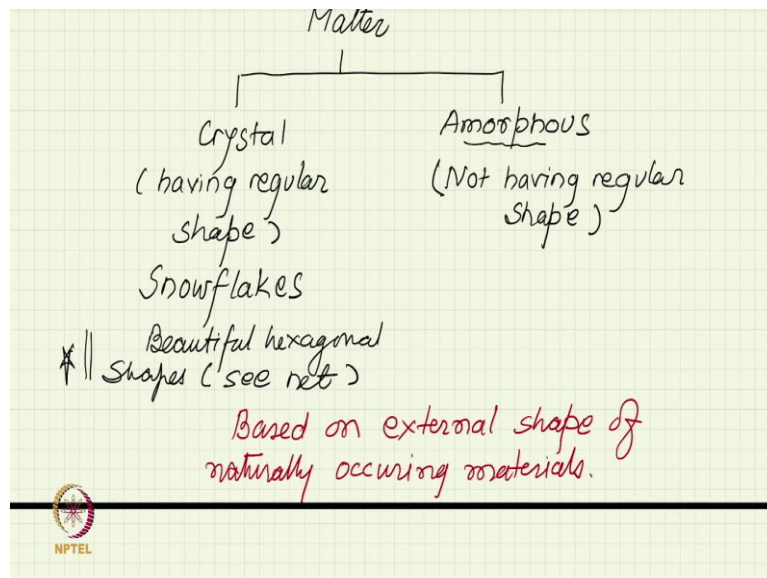 Matter
Crystal
Amorphous
(having regular
shape)
(Not having regular
shape)
Snowflakes
Beautiful hexagonal
Shapes (see net)
Based on external shape of
naturally occuring materials.
NPTEL